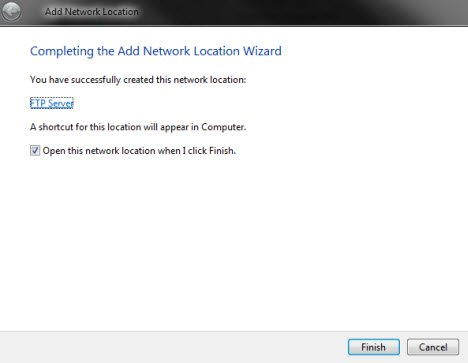 Add Network Location
Completing the Add Network Location Wizard
You have successfully created this network location:
FTP Server
A shortcut for this location will appear in Computer.
Open this network location when I click Finish.
Finish
Cancel